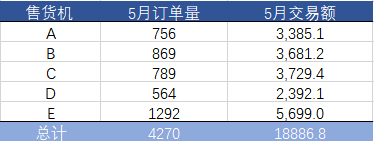 售货机 5月订单量 5月交易额
A 756 3,385.1
B 869 3,681.2
C 789 3,729.4
D 564 2,392.1
E 1292 5,699.0
总计 4270 18886.8